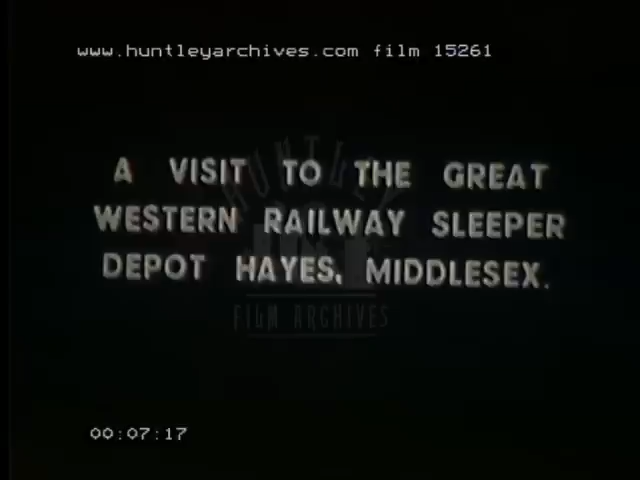 www.huntleyarchives.com film 15261
A VISIT TO THE GREAT
WESTERN RAILWAY SLEEPER
DEPOT HAYES, MIDDLESEX.
HUNTLEY
FILM ARCHIVES
00:07:17